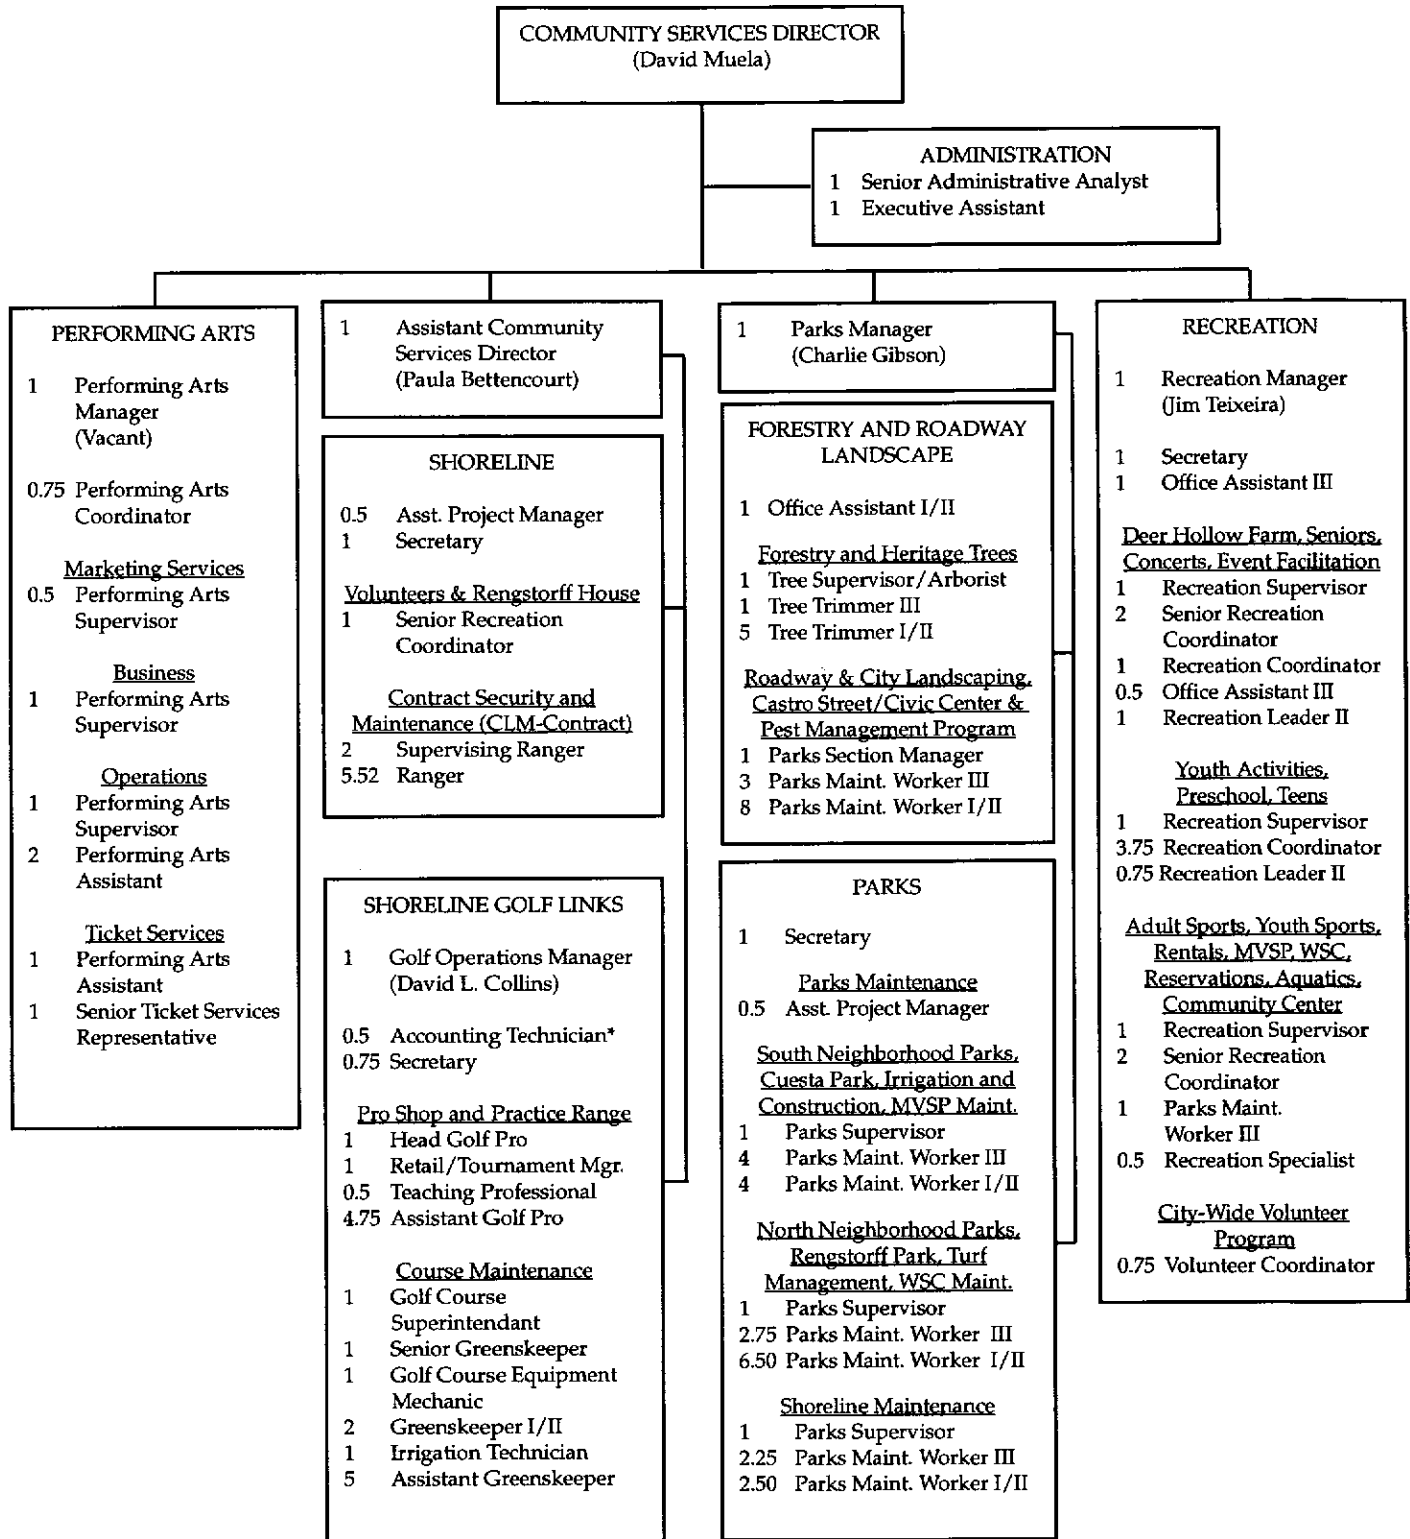 COMMUNITY SERVICES DIRECTOR
(David Muela)
ADMINISTRATION
1 Senior Administrative Analyst
1 Executive Assistant
PERFORMING ARTS
1 Performing Arts
Manager
(Vacant)
0.75 Performing Arts
Coordinator
Marketing Services
0.5 Performing Arts
Supervisor
Business
1 Performing Arts
Supervisor
Operations
1 Performing Arts
Supervisor
2 Performing Arts
Assistant
Ticket Services
1 Performing Arts
Assistant
1 Senior Ticket Services
Representative
1 Assistant Community
Services Director
(Paula Bettencourt)
SHORELINE
0.5 Asst. Project Manager
1 Secretary
Volunteers & Rengstorff House
1 Senior Recreation
Coordinator
Contract Security and
Maintenance (CLM-Contract)
2 Supervising Ranger
5.52 Ranger
SHORELINE GOLF LINKS
1 Golf Operations Manager
(David L. Collins)
0.5 Accounting Technician*
0.75 Secretary
Pro Shop and Practice Range
1 Head Golf Pro
1 Retail/Tournament Mgr.
0.5 Teaching Professional
4.75 Assistant Golf Pro
Course Maintenance
1 Golf Course
Superintendant
1 Senior Greenskeeper
1 Golf Course Equipment
Mechanic
2 Greenskeeper I/II
1 Irrigation Technician
5 Assistant Greenskeeper
1 Parks Manager
(Charlie Gibson)
FORESTRY AND ROADWAY
LANDSCAPE
1 Office Assistant I/II
Forestry and Heritage Trees
1 Tree Supervisor/Arborist
1 Tree Trimmer III
5 Tree Trimmer I/II
Roadway & City Landscaping,
Castro Street/Civic Center &
Pest Management Program
1 Parks Section Manager
3 Parks Maint. Worker III
8 Parks Maint. Worker I/II
PARKS
1 Secretary
Parks Maintenance
0.5 Asst. Project Manager
South Neighborhood Parks,
Cuesta Park, Irrigation and
Construction, MVSP Maint.
1 Parks Supervisor
4 Parks Maint. Worker III
4 Parks Maint. Worker I/II
North Neighborhood Parks,
Rengstorff Park, Turf
Management, WSC Maint.
1 Parks Supervisor
2.75 Parks Maint. Worker III
6.50 Parks Maint. Worker I/II
Shoreline Maintenance
1 Parks Supervisor
2.25 Parks Maint. Worker III
2.50 Parks Maint. Worker I/II
RECREATION
1 Recreation Manager
(Jim Teixeira)
1 Secretary
1 Office Assistant III
Deer Hollow Farm, Seniors,
Concerts, Event Facilitation
1 Recreation Supervisor
2 Senior Recreation
Coordinator
1 Recreation Coordinator
0.5 Office Assistant III
1 Recreation Leader II
Youth Activities,
Preschool, Teens
1 Recreation Supervisor
3.75 Recreation Coordinator
0.75 Recreation Leader II
Adult Sports, Youth Sports,
Rentals, MVSP, WSC,
Reservations, Aquatics,
Community Center
1 Recreation Supervisor
2 Senior Recreation
Coordinator
1 Parks Maint.
Worker III
0.5 Recreation Specialist
City-Wide Volunteer
Program
0.75 Volunteer Coordinator